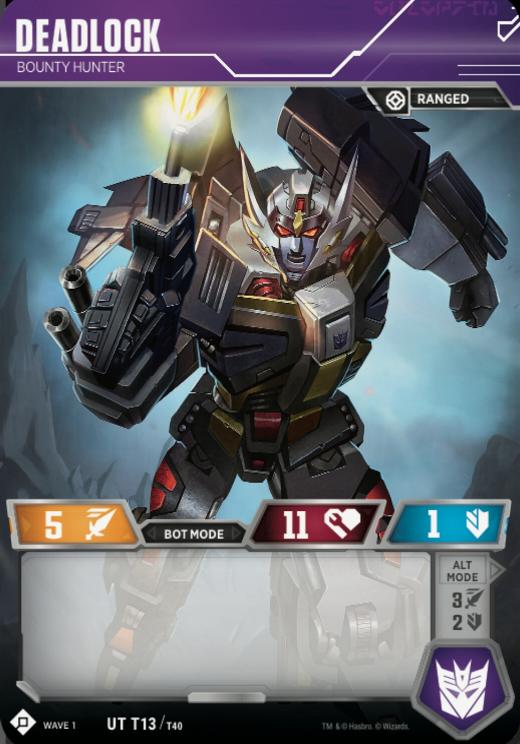 DEADLOCK
BOUNTY HUNTER
RANGED
5
BOT MODE
11
1
ALT
MODE
3
2
WAVE 1
UT T13/T40
TM & © Hasbro. © Wizards.